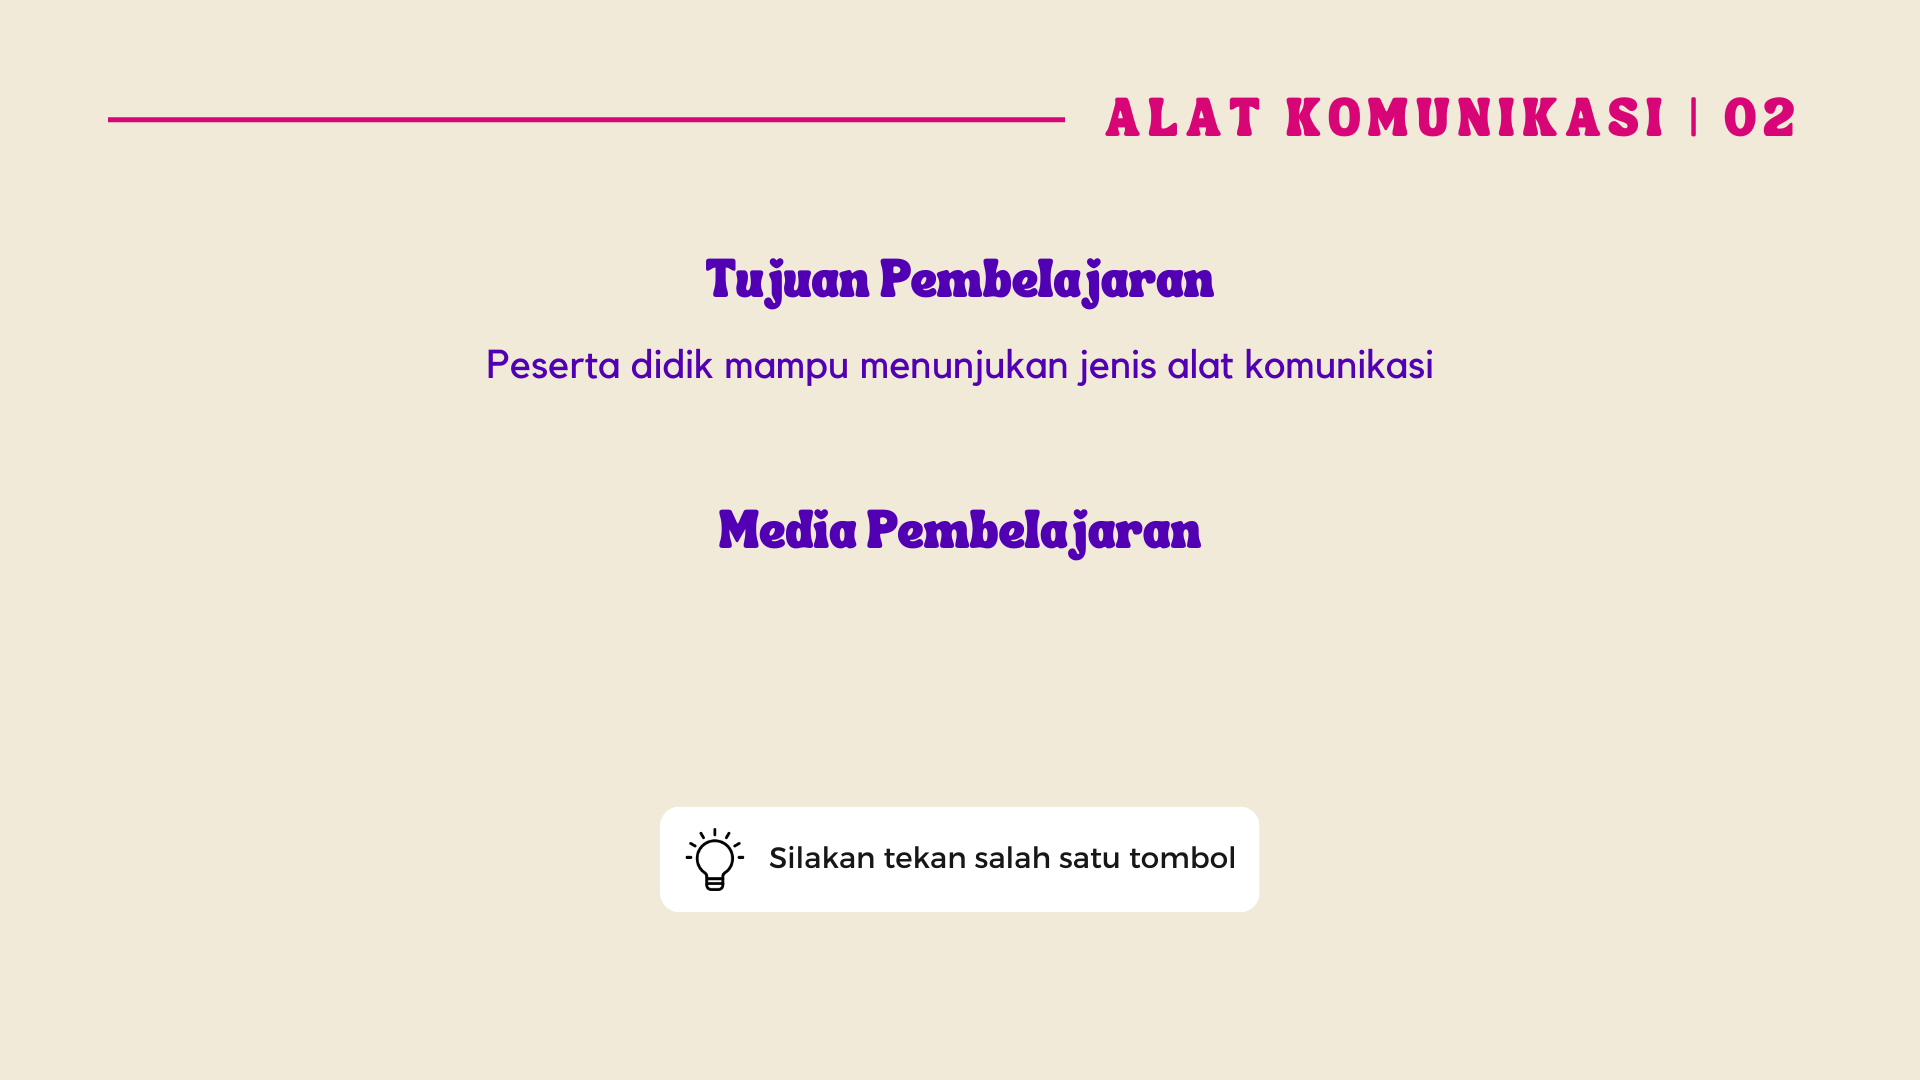 ALAT KOMUNIKASI | 02
Tujuan Pembelajaran
Peserta didik mampu menunjukan jenis alat komunikasi
Media Pembelajaran
Silakan tekan salah satu tombol